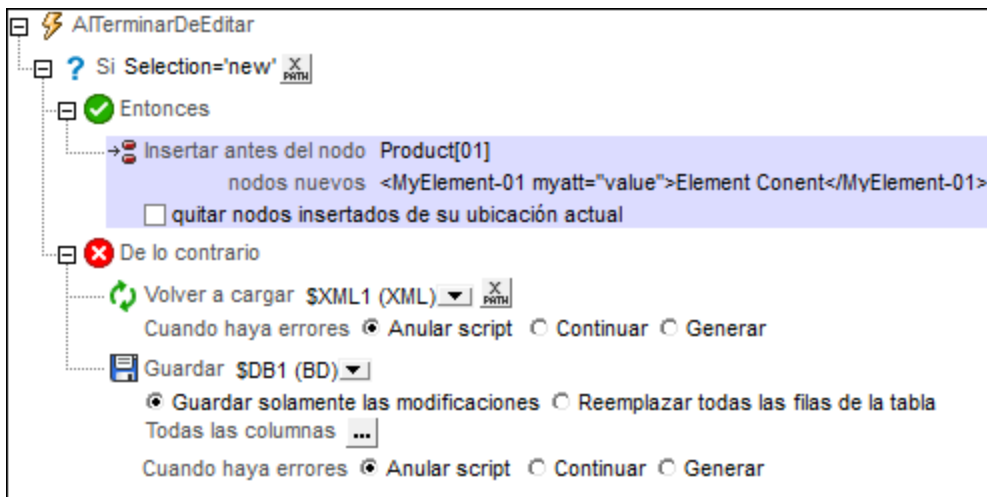 AlTerminarDeEditar
Si Selection='new' X PATH
Entonces
Insertar antes del nodo Product[01]
nodos nuevos <MyElement-01 myatt="value">Element Conent</MyElement-01>
quitar nodos insertados de su ubicación actual
De lo contrario
Volver a cargar $XML1 (XML) X PATH
Cuando haya errores Anular script Continuar Generar
Guardar $DB1 (BD)
Guardar solamente las modificaciones Reemplazar todas las filas de la tabla
Todas las columnas ...
Cuando haya errores Anular script Continuar Generar